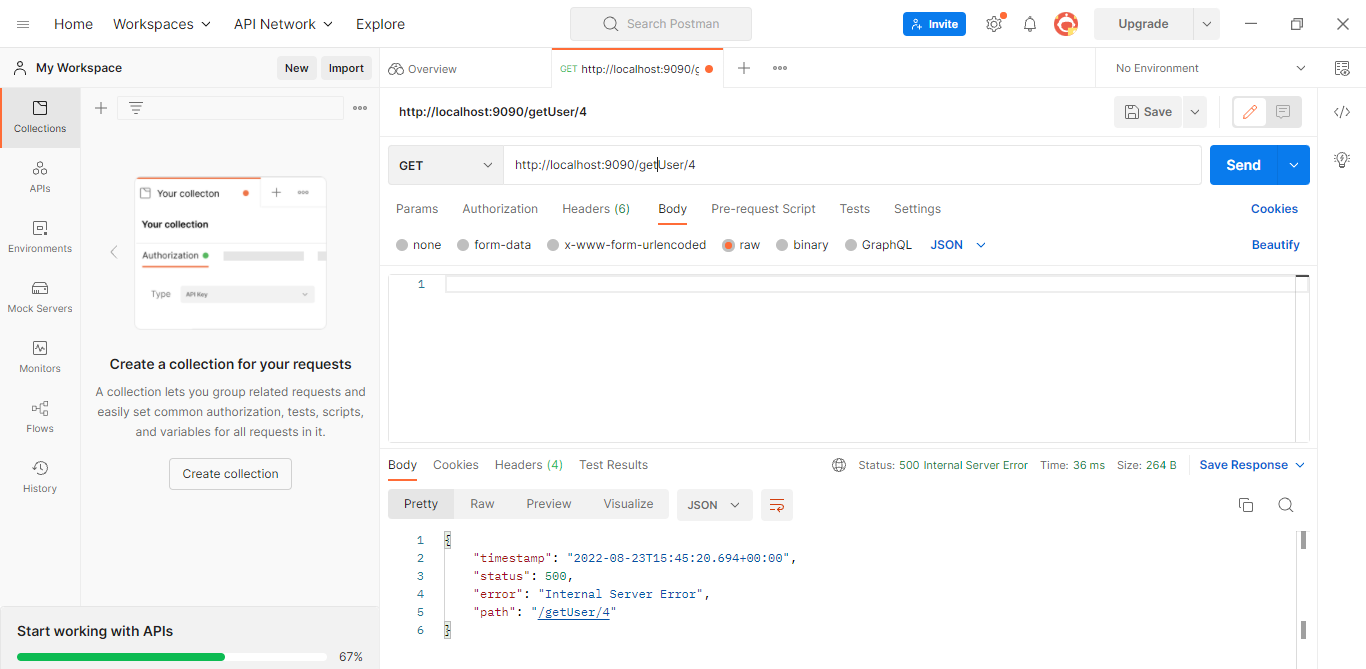 Home Workspaces API Network Explore Search Postman Invite Upgrade
My Workspace New Import Overview GET http://localhost:9090/g No Environment
Collections
APIs
Environments
Mock Servers
Monitors
Flows
History
Your collecton
Your collection
Authorization
Type API Key
Create a collection for your requests
A collection lets you group related requests and
easily set common authorization, tests, scripts,
and variables for all requests in it.
Create collection
Start working with APIs
67%
http://localhost:9090/getUser/4 Save
GET http://localhost:9090/getUser/4 Send
Params Authorization Headers (6) Body Pre-request Script Tests Settings Cookies
none form-data x-www-form-urlencoded raw binary GraphQL JSON Beautify
1
Body Cookies Headers (4) Test Results Status: 500 Internal Server Error Time: 36 ms Size: 264 B Save Response
Pretty Raw Preview Visualize JSON
1 {
2 "timestamp": "2022-08-23T15:45:20.694+00:00",
3 "status": 500,
4 "error": "Internal Server Error",
5 "path": "/getUser/4"
6 }